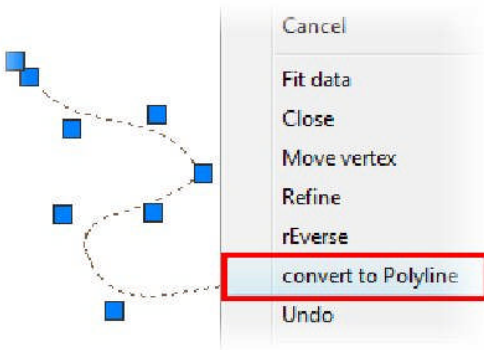 Cancel
Fit data
Close
Move vertex
Refine
rEverse
convert to Polyline
Undo